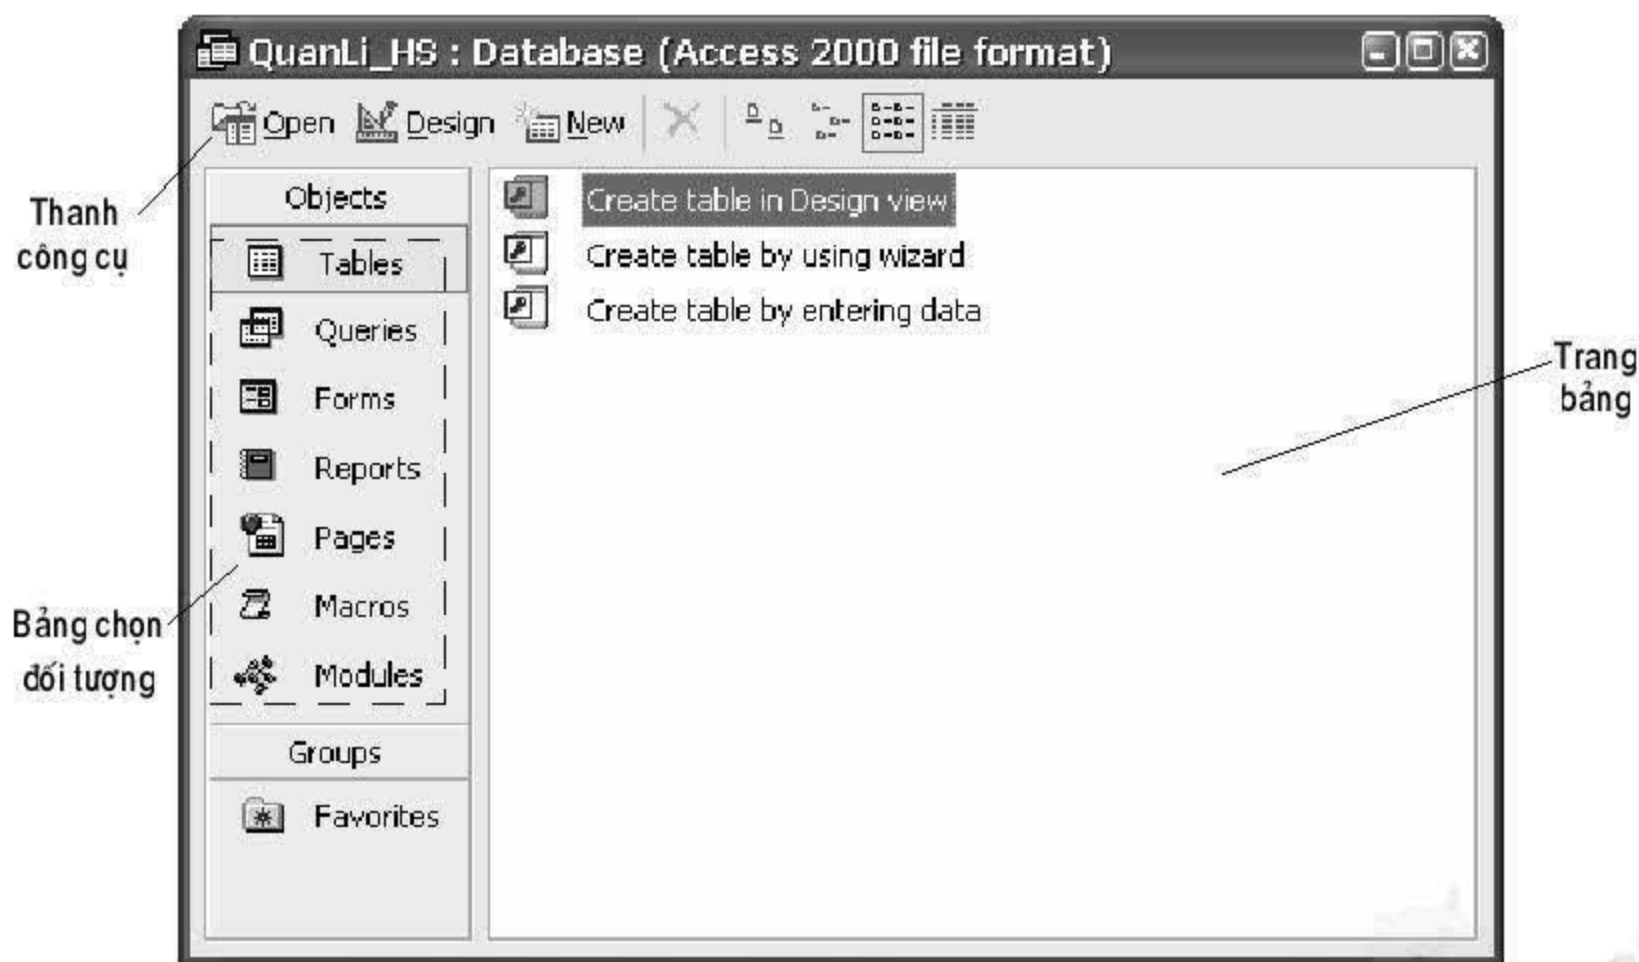 QuanLi_HS : Database (Access 2000 file format)
Open Design New
Thanh
công cụ
Objects
Tables
Queries
Forms
Reports
Pages
Macros
Modules
Groups
Favorites
Create table in Design view
Create table by using wizard
Create table by entering data
Trang
bảng
Bảng chọn
đối tượng